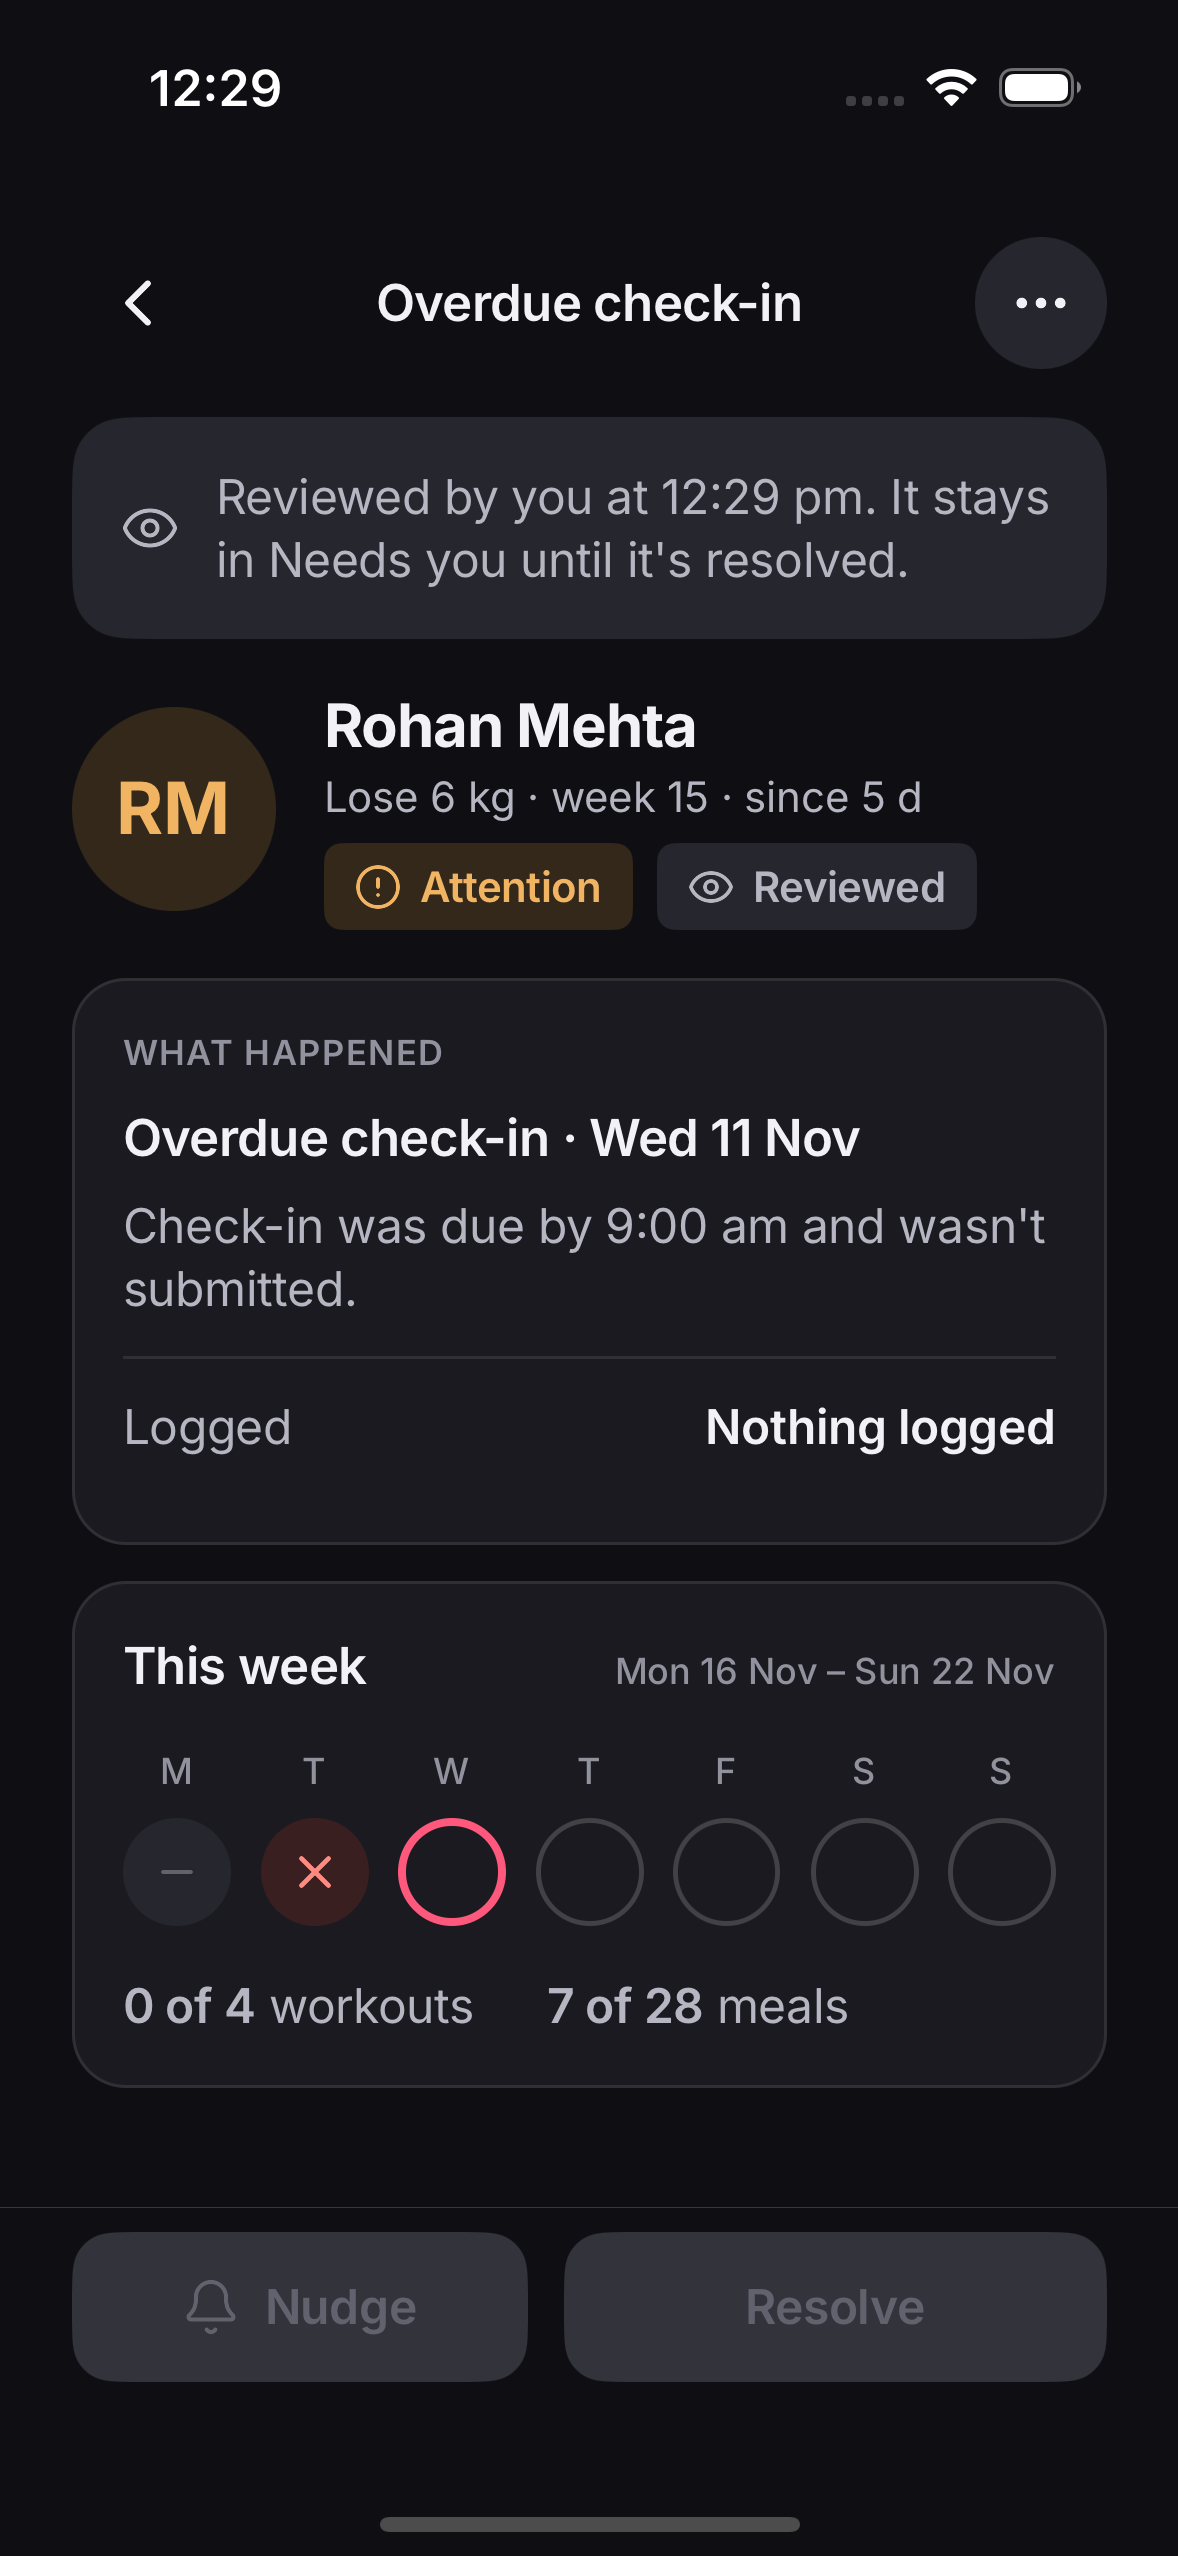 12:29
Overdue check-in
Reviewed by you at 12:29 pm. It stays
in Needs you until it's resolved.
RM
Rohan Mehta
Lose 6 kg · week 15 · since 5 d
Attention
Reviewed
WHAT HAPPENED
Overdue check-in · Wed 11 Nov
Check-in was due by 9:00 am and wasn't
submitted.
Logged
Nothing logged
This week
Mon 16 Nov – Sun 22 Nov
M T W T F S S
0 of 4 workouts
7 of 28 meals
Nudge
Resolve